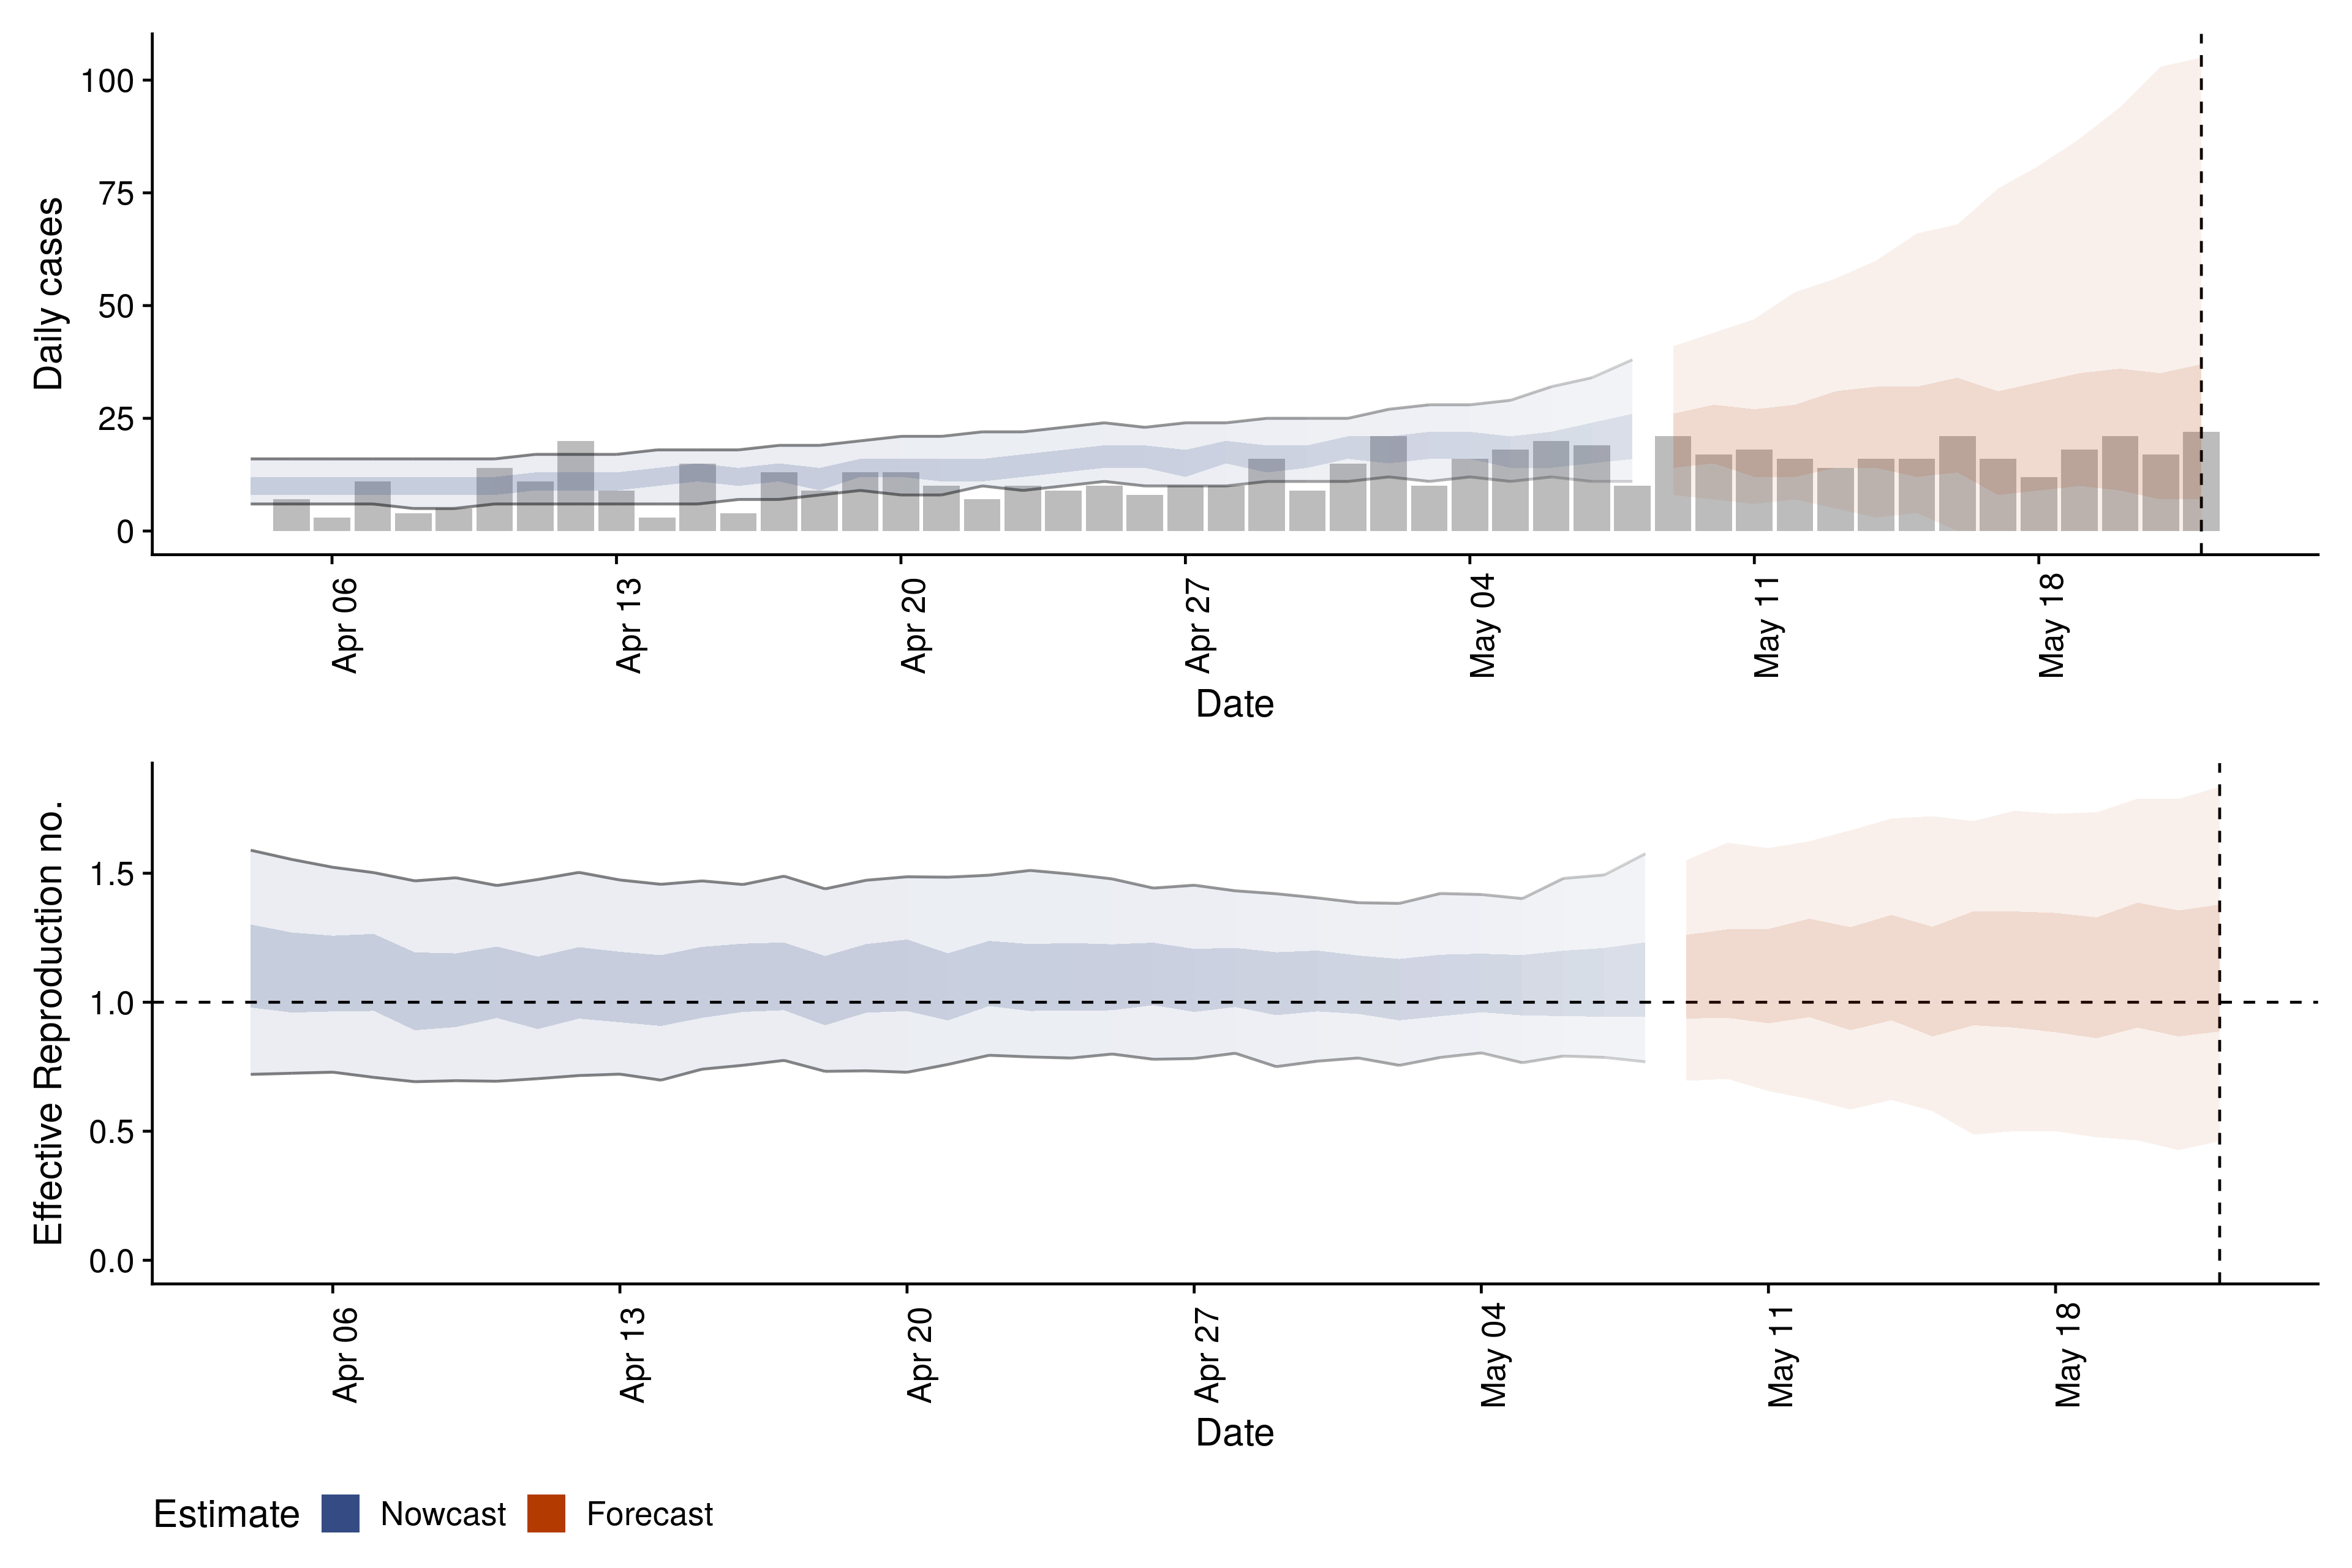 Daily cases
100
75
50
25
0
Apr 06
Apr 13
Apr 20
Apr 27
May 04
May 11
May 18
Date
Effective Reproduction no.
1.5
1.0
0.5
0.0
Apr 06
Apr 13
Apr 20
Apr 27
May 04
May 11
May 18
Date
Estimate Nowcast Forecast